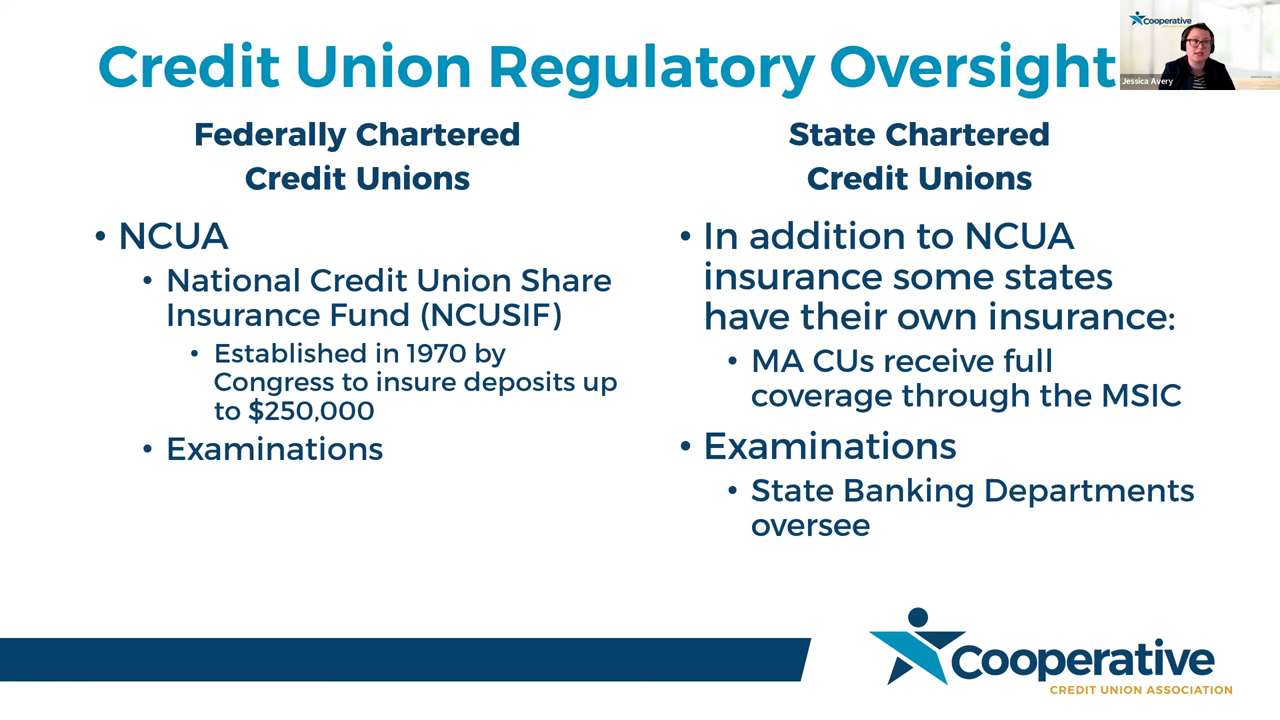 Credit Union Regulatory Oversight
Cooperative
Jessica Avery
Federally Chartered
Credit Unions
• NCUA
• National Credit Union Share
Insurance Fund (NCUSIF)
• Established in 1970 by
Congress to insure deposits up
to $250,000
• Examinations
State Chartered
Credit Unions
• In addition to NCUA
insurance some states
have their own insurance:
• MA CUs receive full
coverage through the MSIC
• Examinations
• State Banking Departments
oversee
Cooperative
CREDIT UNION ASSOCIATION